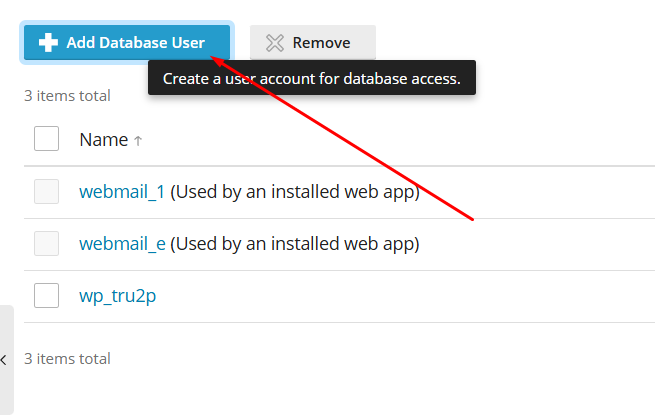 Add Database User
Remove
Create a user account for database access.
3 items total
Name ↑
webmail_1 (Used by an installed web app)
webmail_e (Used by an installed web app)
wp_tru2p
3 items total